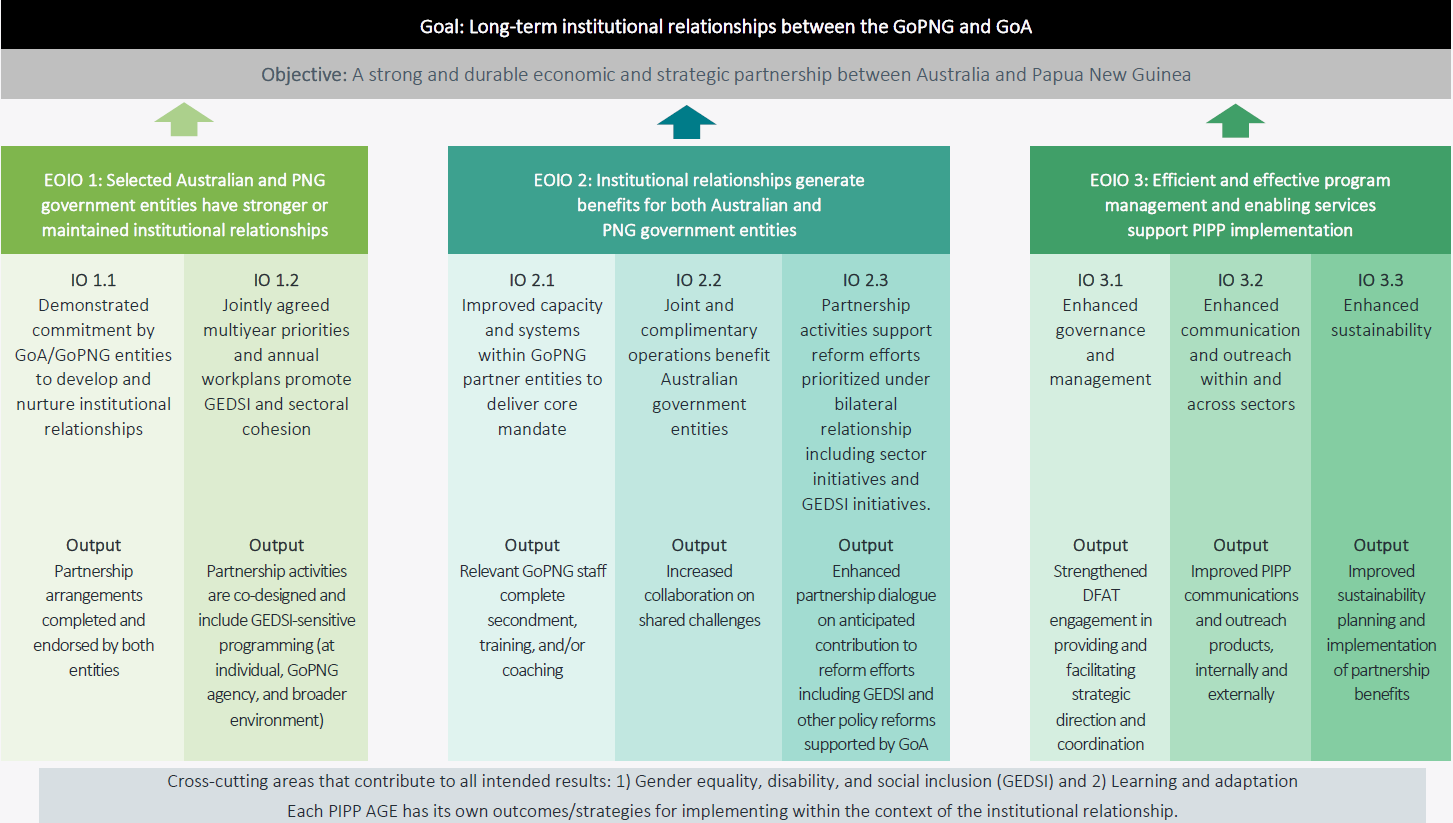 Goal: Long-term institutional relationships between the GoPNG and GoA
Objective: A strong and durable economic and strategic partnership between Australia and Papua New Guinea
EOIO 1: Selected Australian and PNG
government entities have stronger or
maintained institutional relationships
IO 1.1
Demonstrated
commitment by
GoA/GoPNG entities
to develop and
nurture institutional
relationships
Output
Partnership
arrangements
completed and
endorsed by both
entities
IO 1.2
Jointly agreed
multiyear priorities
and annual
workplans promote
GEDSI and sectoral
cohesion
Output
Partnership activities
are co-designed and
include GEDSI-sensitive
programming (at
individual, GoPNG
agency, and broader
environment)
EOIO 2: Institutional relationships generate
benefits for both Australian and
PNG government entities
IO 2.1
Improved capacity
and systems
within GoPNG
partner entities to
deliver core
mandate
Output
Relevant GoPNG staff
complete
secondment,
training, and/or
coaching
IO 2.2
Joint and
complimentary
operations benefit
Australian
government
entities
Output
Increased
collaboration on
shared challenges
IO 2.3
Partnership
activities support
reform efforts
prioritized under
bilateral
relationship
including sector
initiatives and
GEDSI initiatives.
Output
Enhanced
partnership dialogue
on anticipated
contribution to
reform efforts
including GEDSI and
other policy reforms
supported by GoA
EOIO 3: Efficient and effective program
management and enabling services
support PIPP implementation
IO 3.1
Enhanced
governance
and
management
Output
Strengthened
DFAT
engagement in
providing and
facilitating
strategic
direction and
coordination
IO 3.2
Enhanced
communication
and outreach
within and
across sectors
Output
Improved PIPP
communications
and outreach
products,
internally and
externally
IO 3.3
Enhanced
sustainability
Output
Improved
sustainability
planning and
implementation
of partnership
benefits
Cross-cutting areas that contribute to all intended results: 1) Gender equality, disability, and social inclusion (GEDSI) and 2) Learning and adaptation
Each PIPP AGE has its own outcomes/strategies for implementing within the context of the institutional relationship.